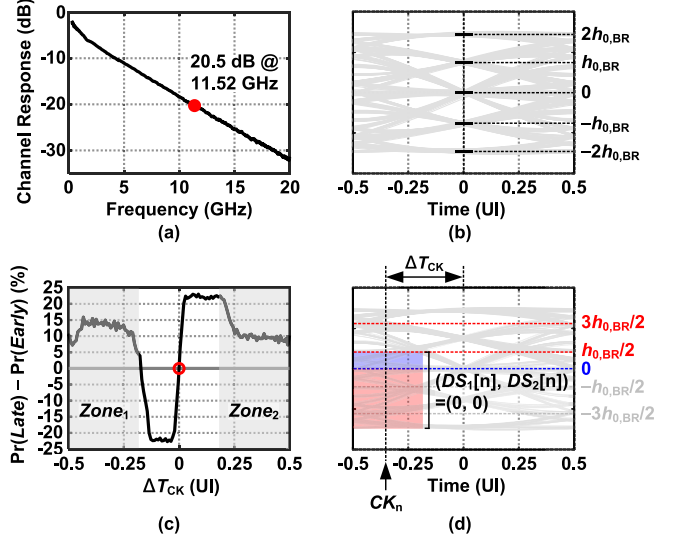 Channel Response (dB)
0
-10
-20
-30
20.5 dB @
11.52 GHz
0 5 10 15 20
Frequency (GHz)
(a)
2h0,BR
h0,BR
0
−h0,BR
−2h0,BR
-0.5 -0.25 0 0.25 0.5
Time (UI)
(b)
Pr(Late) − Pr(Early) (%)
25
20
15
10
5
0
-5
-10
-15
-20
-25
Zone1
Zone2
-0.5 -0.25 0 0.25 0.5
ΔTCK (UI)
(c)
ΔTCK
3h0,BR/2
h0,BR/2
0
−h0,BR/2
−3h0,BR/2
(DS1[n], DS2[n])
=(0, 0)
-0.5 -0.25 0 0.25 0.5
Time (UI)
CKn
(d)